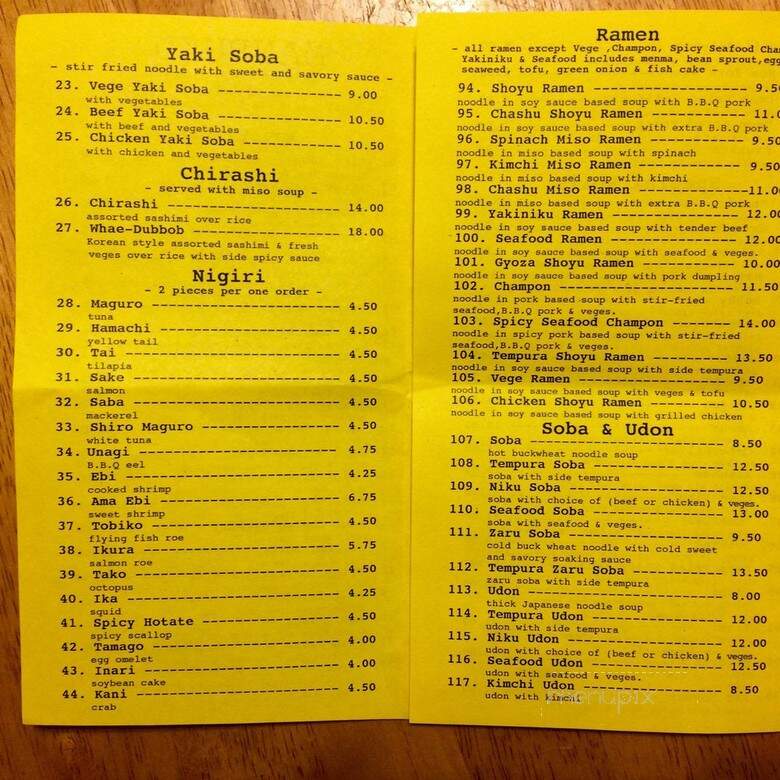 Yaki Soba
- stir fried noodle with sweet and savory sauce -
23. Vege Yaki Soba ---------------- 9.00
with vegetables
24. Beef Yaki Soba ---------------- 10.50
with beef and vegetables
25. Chicken Yaki Soba ------------- 10.50
with chicken and vegetables
Chirashi
- served with miso soup -
26. Chirashi ---------------------- 14.00
assorted sashimi over rice
27. Whae-Dubbob ------------------- 18.00
Korean style assorted sashimi & fresh
veges over rice with side spicy sauce
Nigiri
- 2 pieces per one order -
28. Maguro ------------------------ 4.50
tuna
29. Hamachi ----------------------- 4.50
yellow tail
30. Tai --------------------------- 4.50
tilapia
31. Sake -------------------------- 4.50
salmon
32. Saba -------------------------- 4.50
mackerel
33. Shiro Maguro ------------------ 4.50
white tuna
34. Unagi ------------------------- 4.75
B.B.Q eel
35. Ebi --------------------------- 4.25
cooked shrimp
36. Ama Ebi ----------------------- 6.75
sweet shrimp
37. Tobiko ------------------------ 4.50
flying fish roe
38. Ikura ------------------------- 5.75
salmon roe
39. Tako -------------------------- 4.50
octopus
40. Ika --------------------------- 4.25
squid
41. Spicy Hotate ------------------ 4.50
spicy scallop
42. Tamago ------------------------ 4.00
egg omelet
43. Inari ------------------------- 4.00
soybean cake
44. Kani -------------------------- 4.50
crab
Ramen
- all ramen except Vege ,Champon, Spicy Seafood Cha
Yakiniku & Seafood includes menma, bean sprout,egg
seaweed, tofu, green onion & fish cake -
94. Shoyu Ramen --------------------- 9.5
noodle in soy sauce based soup with B.B.Q pork
95. Chashu Shoyu Ramen -------------- 11.0
noodle in soy sauce based soup with extra B.B.Q pork
96. Spinach Miso Ramen -------------- 9.50
noodle in miso based soup with spinach
97. Kimchi Miso Ramen --------------- 9.50
noodle in miso based soup with kimchi
98. Chashu Miso Ramen ---------------11.0
noodle in miso based soup with extra B.B.Q pork
99. Yakiniku Ramen ------------------ 12.00
noodle in soy sauce based soup with tender beef
100. Seafood Ramen ------------------ 12.00
noodle in soy sauce based soup with seafood & veges.
101. Gyoza Shoyu Ramen -------------- 10.00
noodle in soy sauce based soup with pork dumpling
102. Champon ------------------------ 11.50
noodle in pork based soup with stir-fried
seafood,B.B.Q pork & veges.
103. Spicy Seafood Champon -------- 14.00
noodle in spicy pork based soup with stir-fried
seafood,B.B.Q pork & veges.
104. Tempura Shoyu Ramen ---------- 13.50
noodle in soy sauce based soup with side tempura
105. Vege Ramen ------------------- 9.50
noodle in soy sauce based soup with veges & tofu
106. Chicken Shoyu Ramen ---------- 10.50
noodle in soy sauce based soup with grilled chicken
Soba & Udon
107. Soba ------------------------- 8.50
hot buckwheat noodle soup
108. Tempura Soba ----------------- 12.50
soba with side tempura
109. Niku Soba -------------------- 12.50
soba with choice of (beef or chicken) & veges.
110. Seafood Soba ----------------- 13.00
soba with seafood & veges.
111. Zaru Soba -------------------- 9.50
cold buck wheat noodle with cold sweet
and savory soaking sauce
112. Tempura Zaru Soba ------------ 13.50
zaru soba with side tempura
113. Udon ------------------------- 8.00
thick Japanese noodle soup
114. Tempura Udon ----------------- 12.00
udon with side tempura
115. Niku Udon -------------------- 12.00
udon with choice of (beef or chicken) & veges.
116. Seafood Udon ----------------- 12.50
udon with seafood & veges.
117. Kimchi Udon ------------------ 8.50
udon with kimchi
menupix